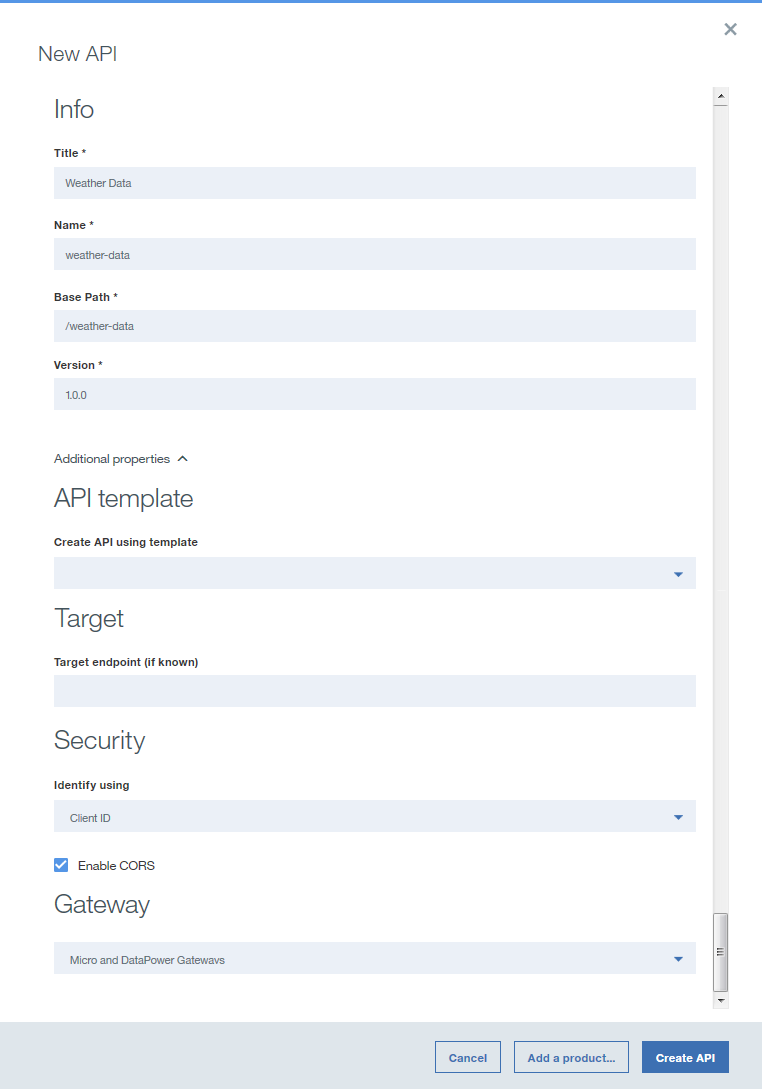 New API
Info
Title *
Weather Data
Name *
weather-data
Base Path *
/weather-data
Version *
1.0.0
Additional properties
API template
Create API using template
Target
Target endpoint (if known)
Security
Identify using
Client ID
Enable CORS
Gateway
Micro and DataPower Gateways
Cancel
Add a product...
Create API